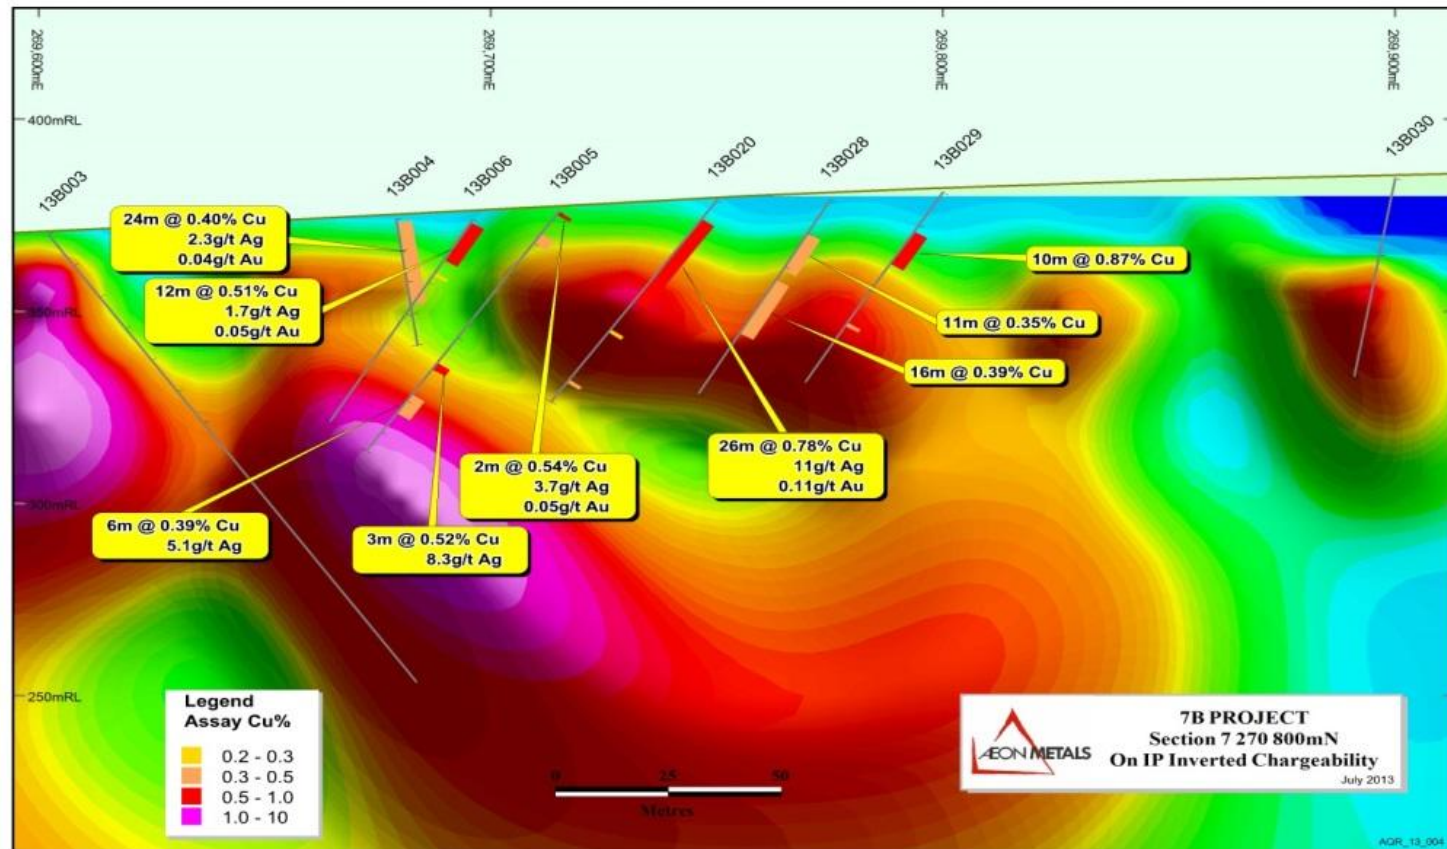 269,600mE
269,700mE
269,800mE
269,900mE
400mRL
13B003
13B004
13B006
13B005
13B020
13B028
13B029
13B030
24m @ 0.40% Cu
2.3g/t Ag
0.04g/t Au
12m @ 0.51% Cu
1.7g/t Ag
0.05g/t Au
10m @ 0.87% Cu
350mRL
11m @ 0.35% Cu
16m @ 0.39% Cu
26m @ 0.78% Cu
11g/t Ag
0.11g/t Au
2m @ 0.54% Cu
3.7g/t Ag
0.05g/t Au
300mRL
6m @ 0.39% Cu
5.1g/t Ag
3m @ 0.52% Cu
8.3g/t Ag
250mRL
Legend
Assay Cu%
0.2 - 0.3
0.3 - 0.5
0.5 - 1.0
1.0 - 10
0 25 50
Metres
ÆON METALS
7B PROJECT
Section 7 270 800mN
On IP Inverted Chargeability
July 2013
AQR_13_004